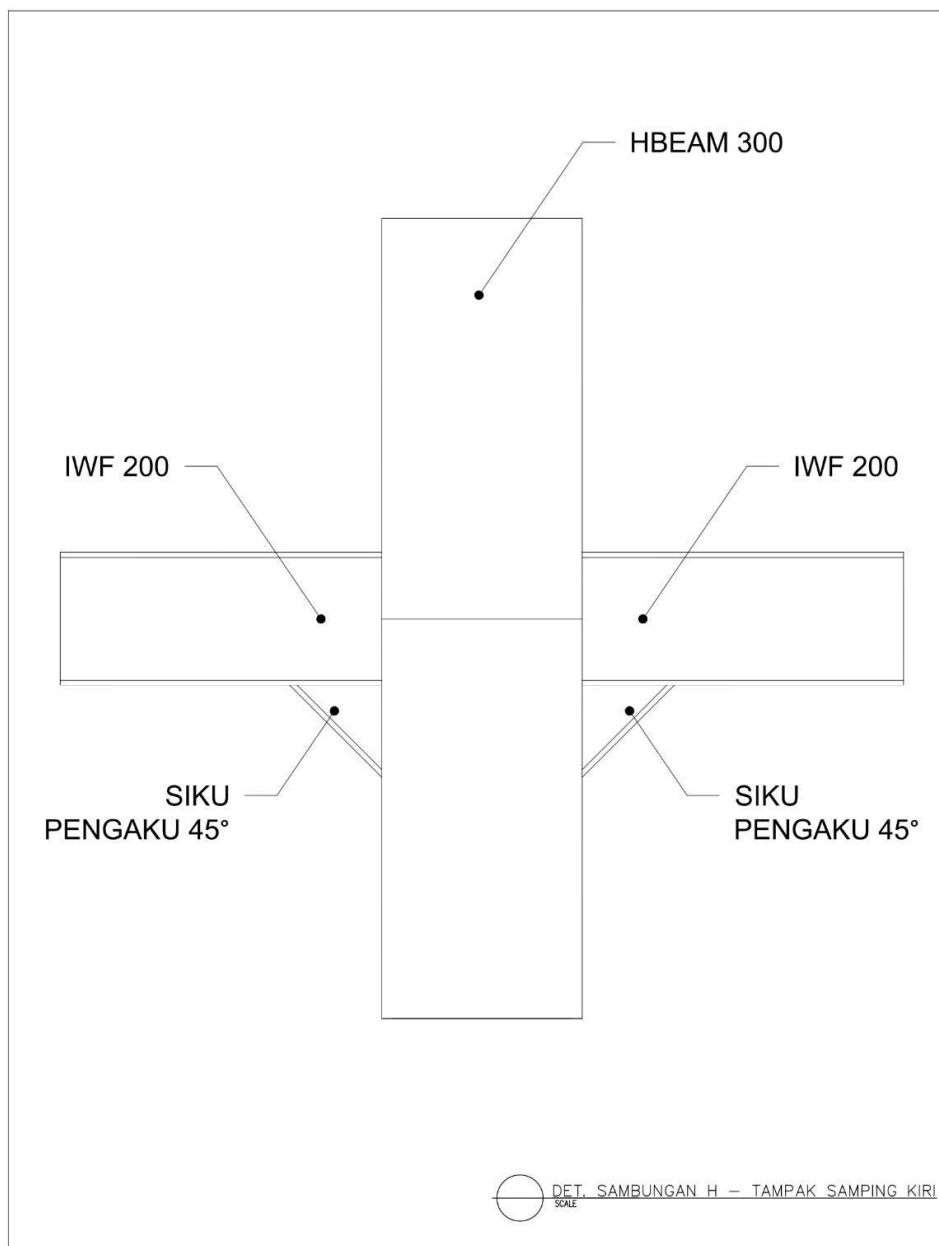 HBEAM 300
IWF 200
IWF 200
SIKU
PENGAKU 45°
SIKU
PENGAKU 45°
DET. SAMBUNGAN H – TAMPAK SAMPING KIRI
SCALE